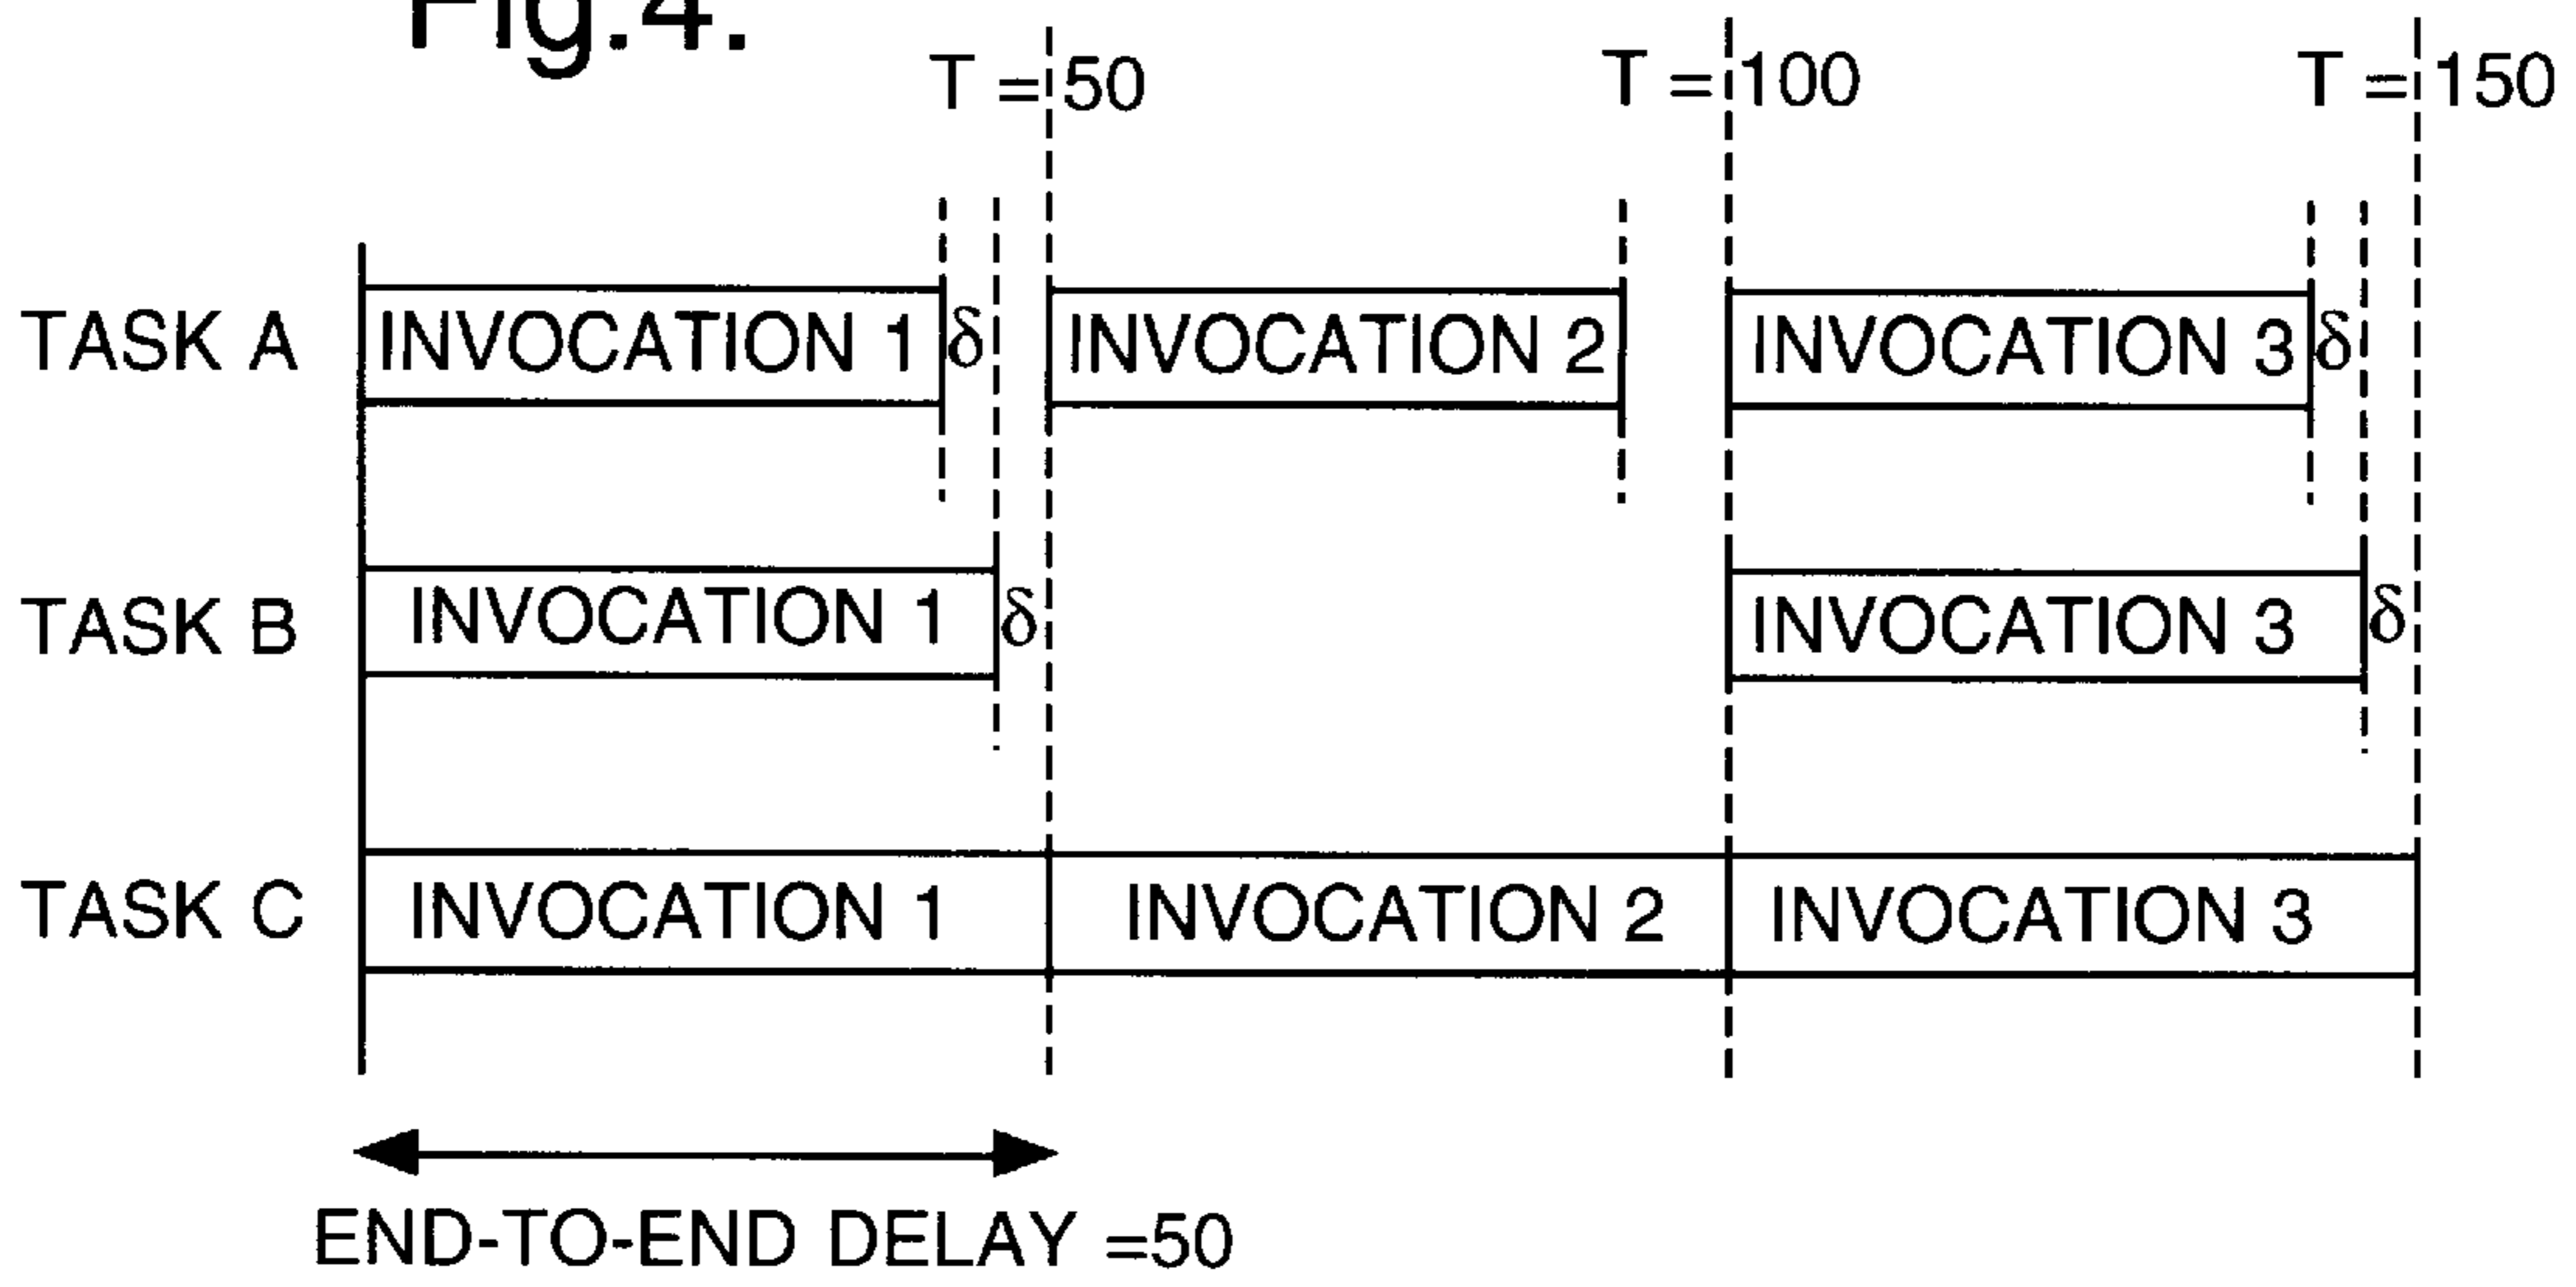 Fig.4.
T = 50
T = 100
T = 150
TASK A
INVOCATION 1
δ
INVOCATION 2
INVOCATION 3
δ
TASK B
INVOCATION 1
δ
INVOCATION 3
δ
TASK C
INVOCATION 1
INVOCATION 2
INVOCATION 3
END-TO-END DELAY =50